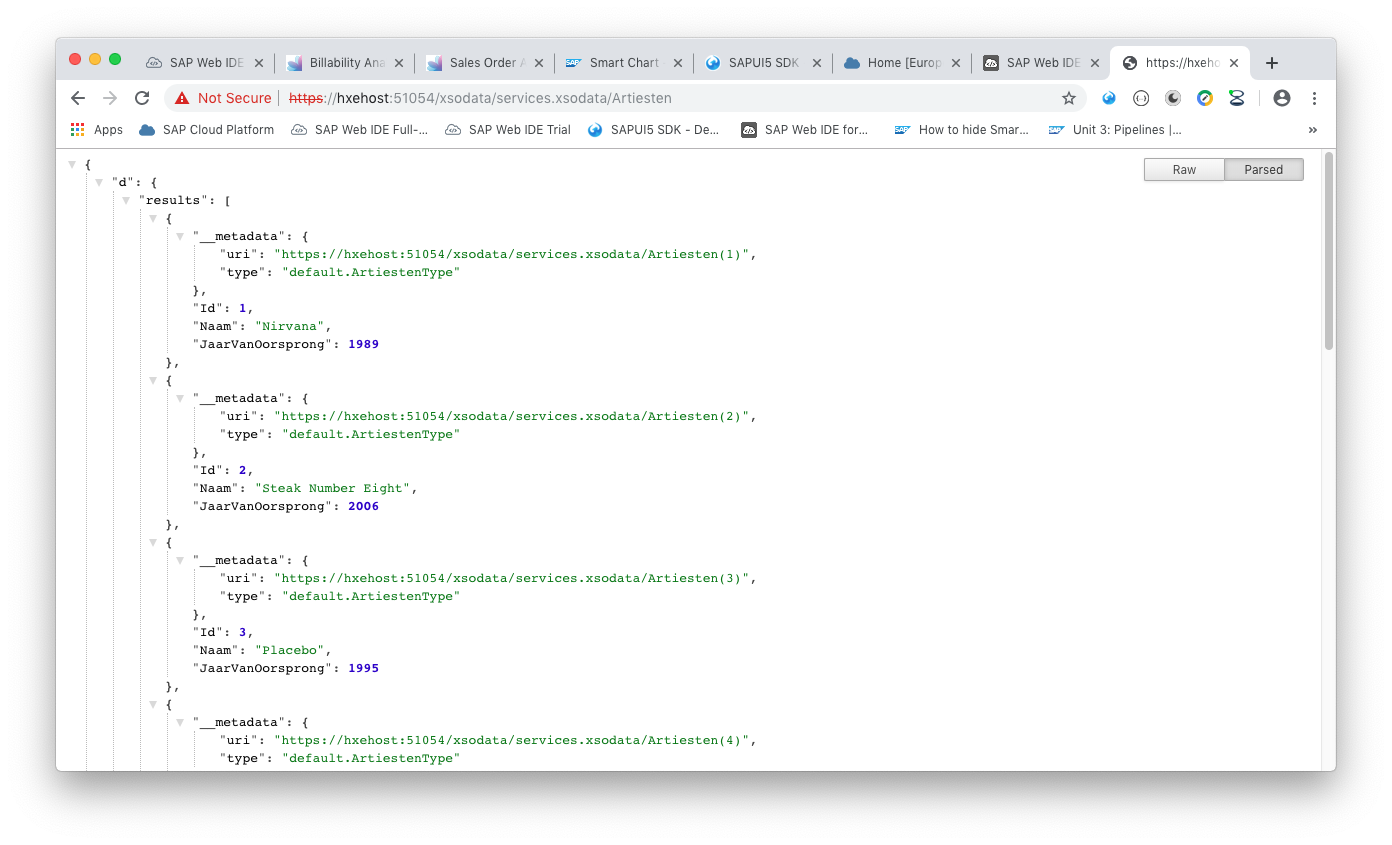 SAP Web IDE
Billability Ana
Sales Order A
Smart Chart
SAPUI5 SDK
Home [Europ
SAP Web IDE
https://hxeho
Not Secure https://hxehost:51054/xsodata/services.xsodata/Artiesten
Apps SAP Cloud Platform SAP Web IDE Full-... SAP Web IDE Trial SAPUI5 SDK - De... SAP Web IDE for... How to hide Smar... Unit 3: Pipelines |... »
Raw Parsed
{
"d": {
"results": [
{
"__metadata": {
"uri": "https://hxehost:51054/xsodata/services.xsodata/Artiesten(1)",
"type": "default.ArtiestenType"
},
"Id": 1,
"Naam": "Nirvana",
"JaarVanOorsprong": 1989
},
{
"__metadata": {
"uri": "https://hxehost:51054/xsodata/services.xsodata/Artiesten(2)",
"type": "default.ArtiestenType"
},
"Id": 2,
"Naam": "Steak Number Eight",
"JaarVanOorsprong": 2006
},
{
"__metadata": {
"uri": "https://hxehost:51054/xsodata/services.xsodata/Artiesten(3)",
"type": "default.ArtiestenType"
},
"Id": 3,
"Naam": "Placebo",
"JaarVanOorsprong": 1995
},
{
"__metadata": {
"uri": "https://hxehost:51054/xsodata/services.xsodata/Artiesten(4)",
"type": "default.ArtiestenType"